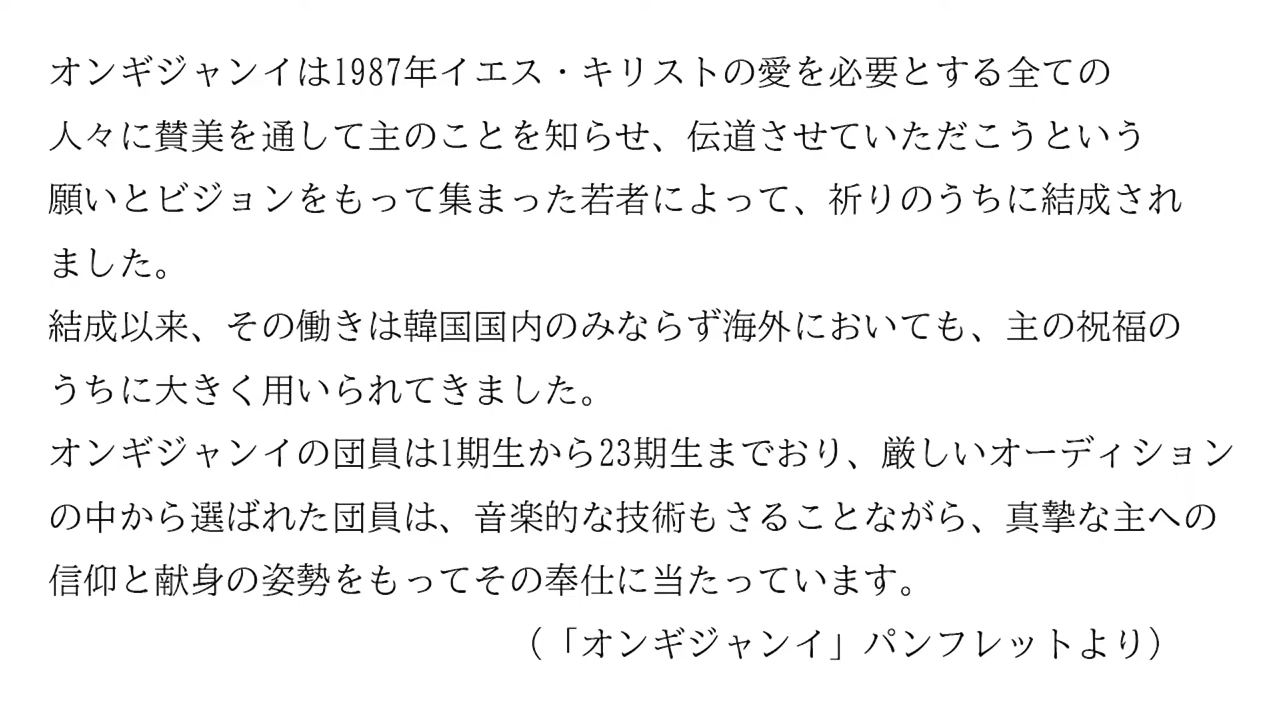 オンギジャンイは1987年イエス・キリストの愛を必要とする全ての
人々に賛美を通して主のことを知らせ、伝道させていただこうという
願いとビジョンをもって集まった若者によって、祈りのうちに結成され
ました。
結成以来、その働きは韓国国内のみならず海外においても、主の祝福の
うちに大きく用いられてきました。
オンギジャンイの団員は1期生から23期生までおり、厳しいオーディション
の中から選ばれた団員は、音楽的な技術もさることながら、真摯な主への
信仰と献身の姿勢をもってその奉仕に当たっています。
（「オンギジャンイ」パンフレットより）